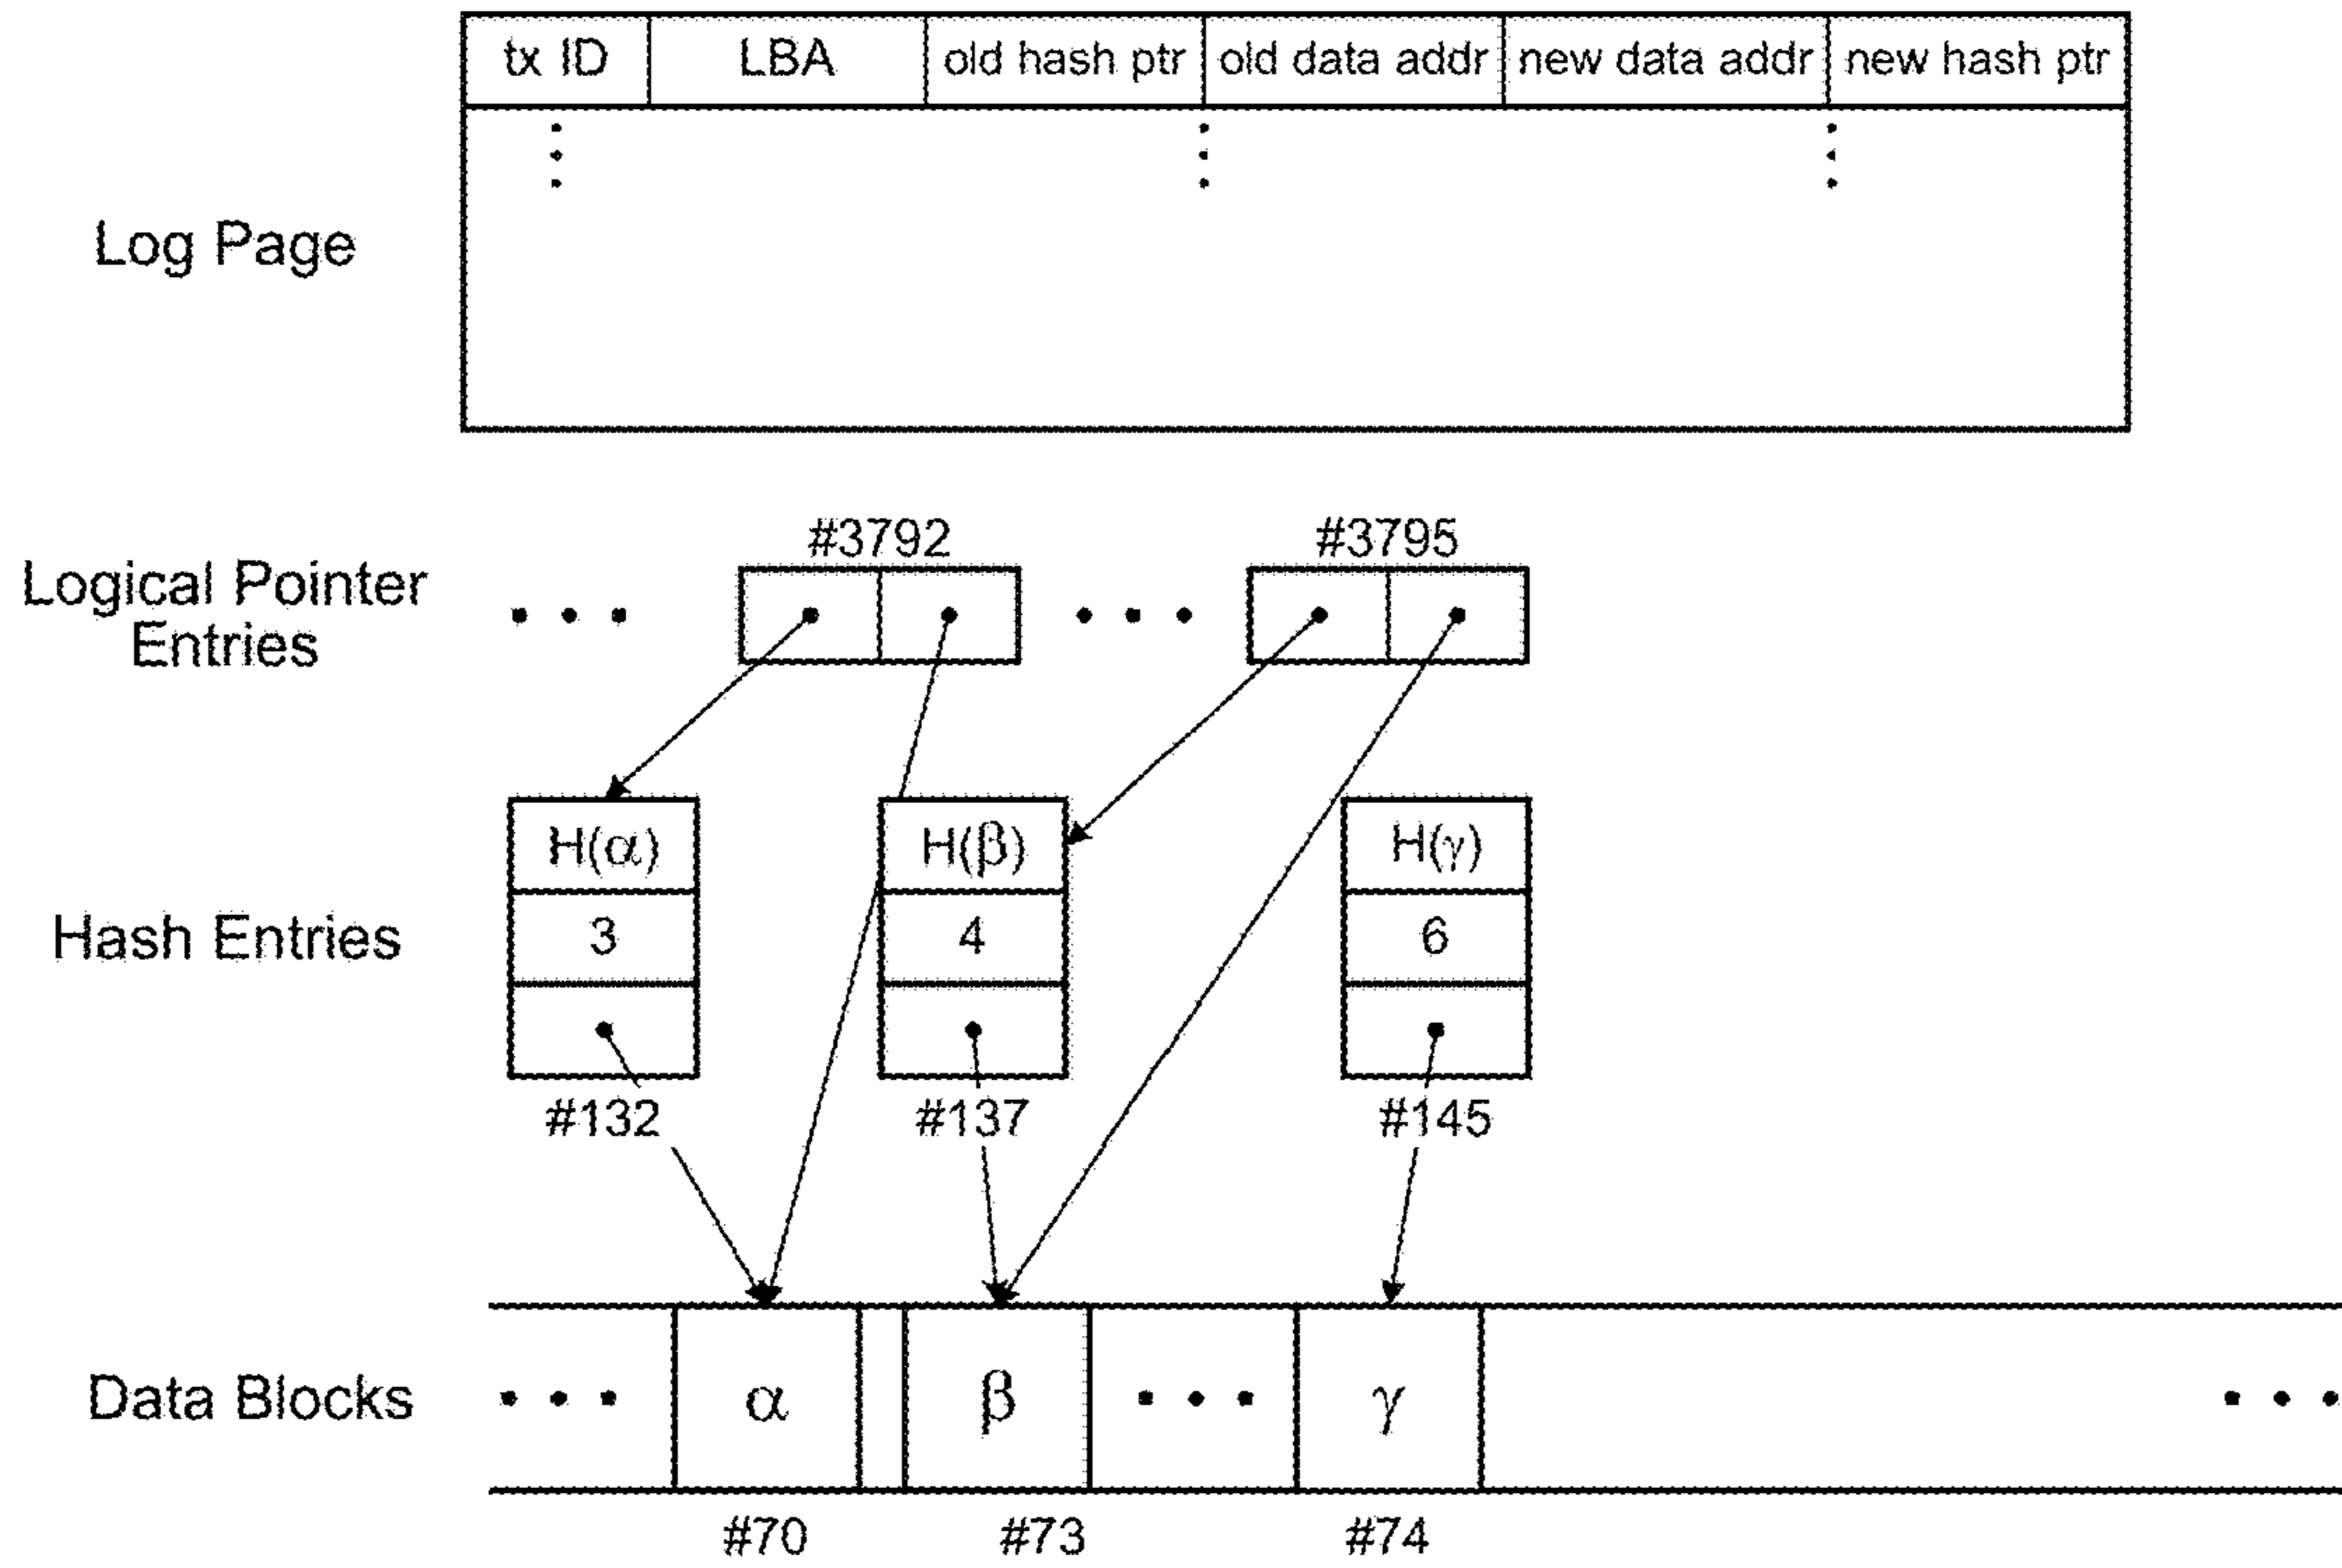 tx ID LBA old hash ptr old data addr new data addr new hash ptr
Log Page
#3792 #3795
Logical Pointer
Entries
H(α) H(β) H(γ)
Hash Entries
3 4 6
#132 #137 #145
Data Blocks
α β γ
#70 #73 #74